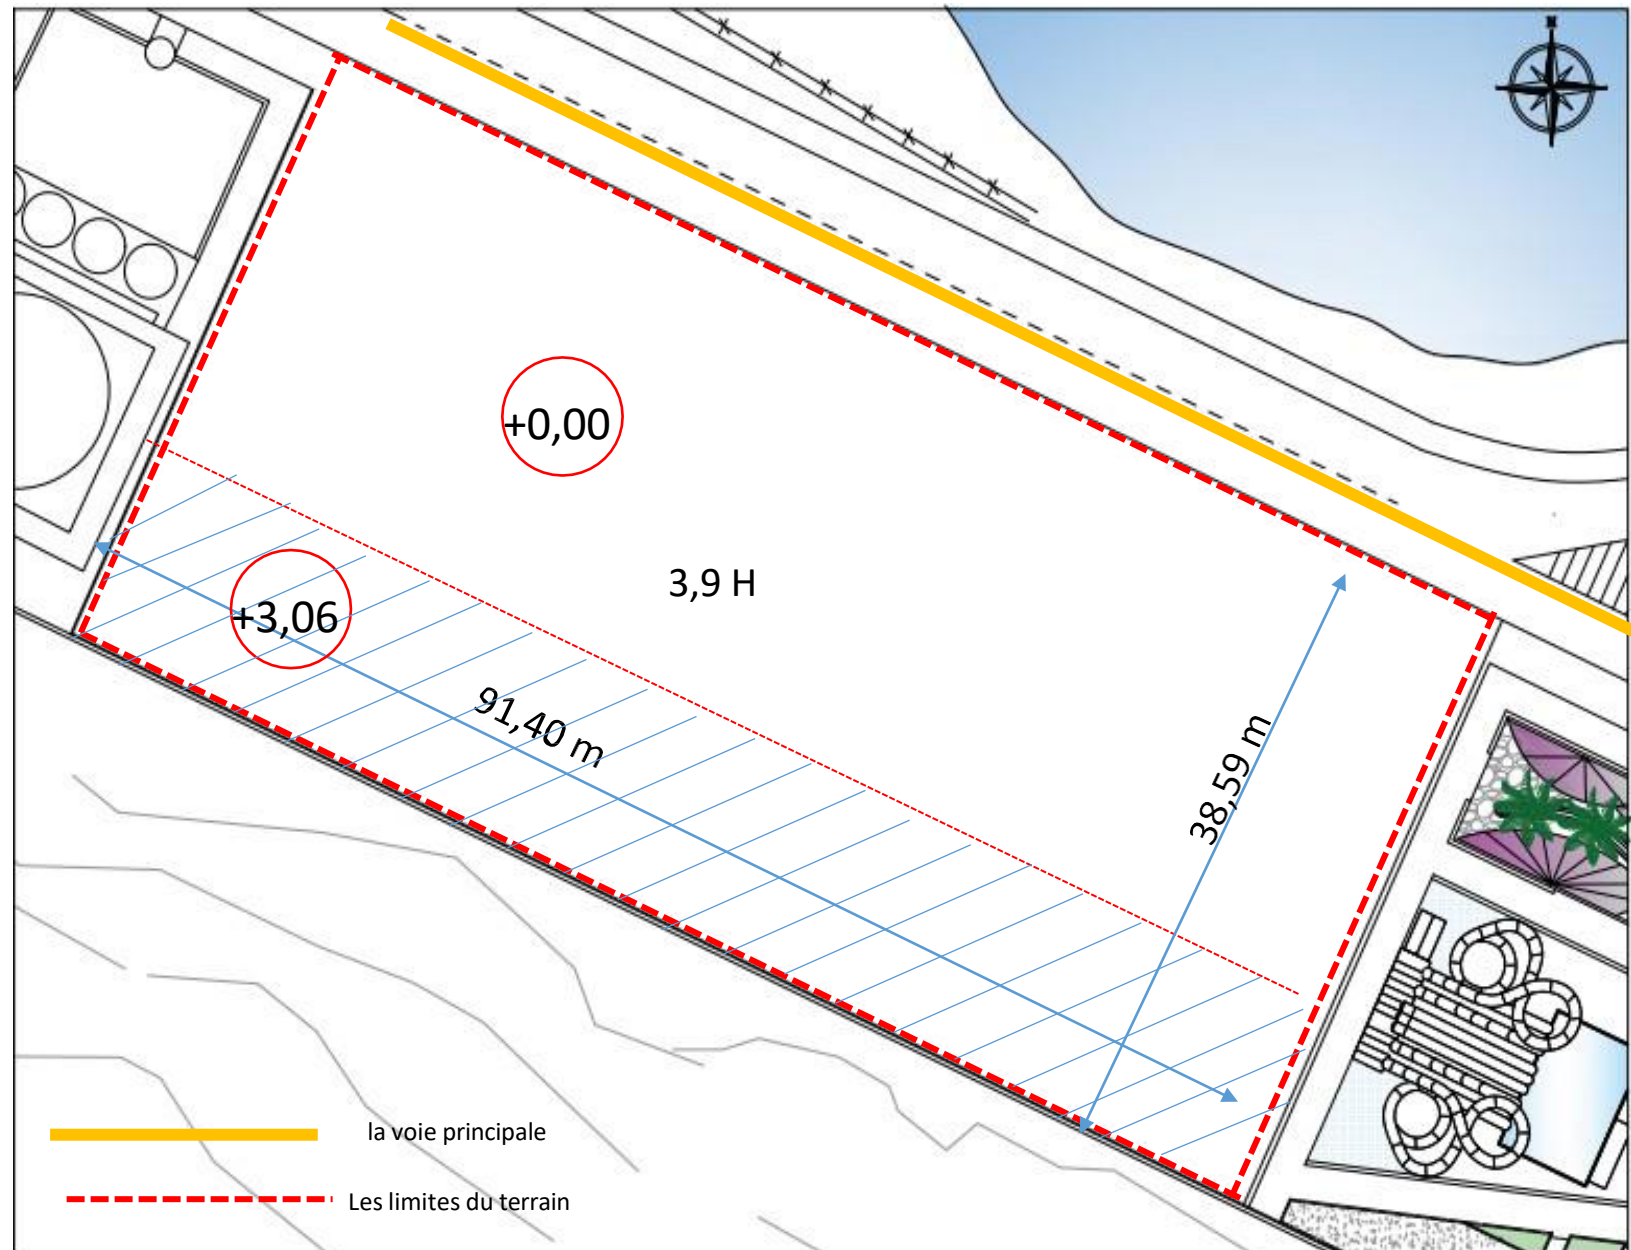 N
+0,00
3,9 H
+3,06
91,40 m
38,59 m
la voie principale
Les limites du terrain